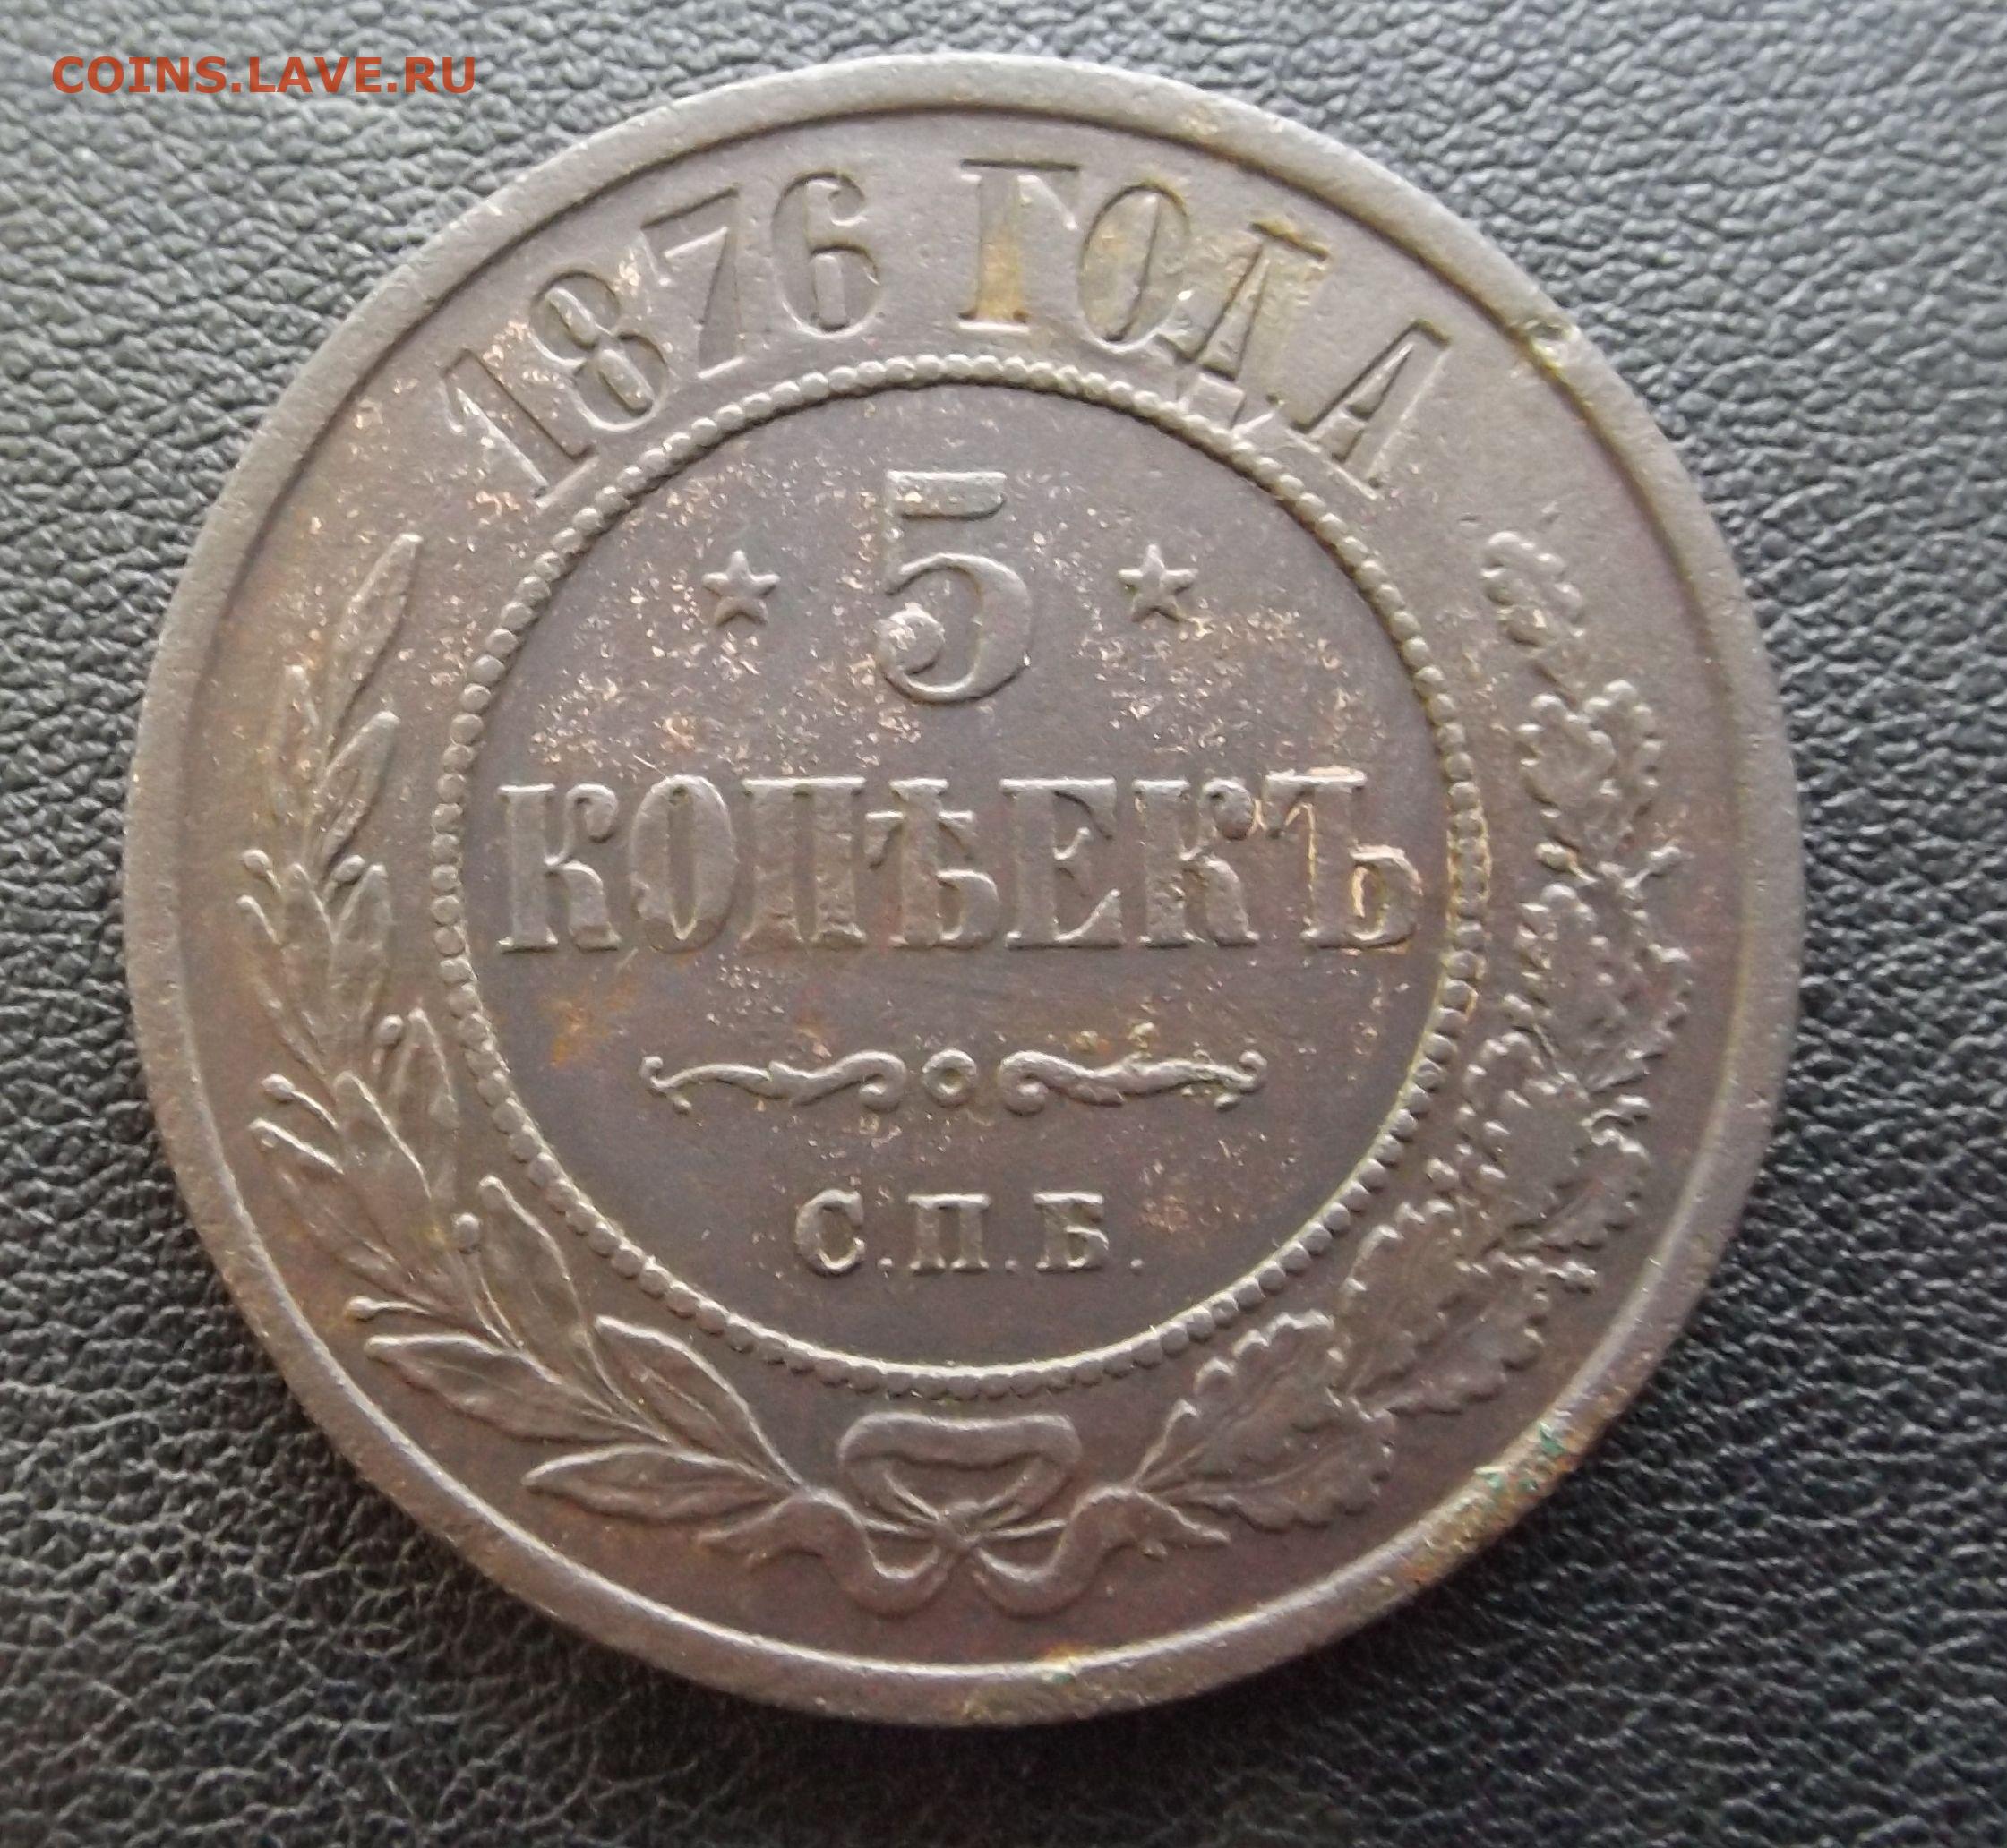 COINS.LAVE.RU
1876 ГОДА
5
КОПѢЕКЪ
С.П.Б.